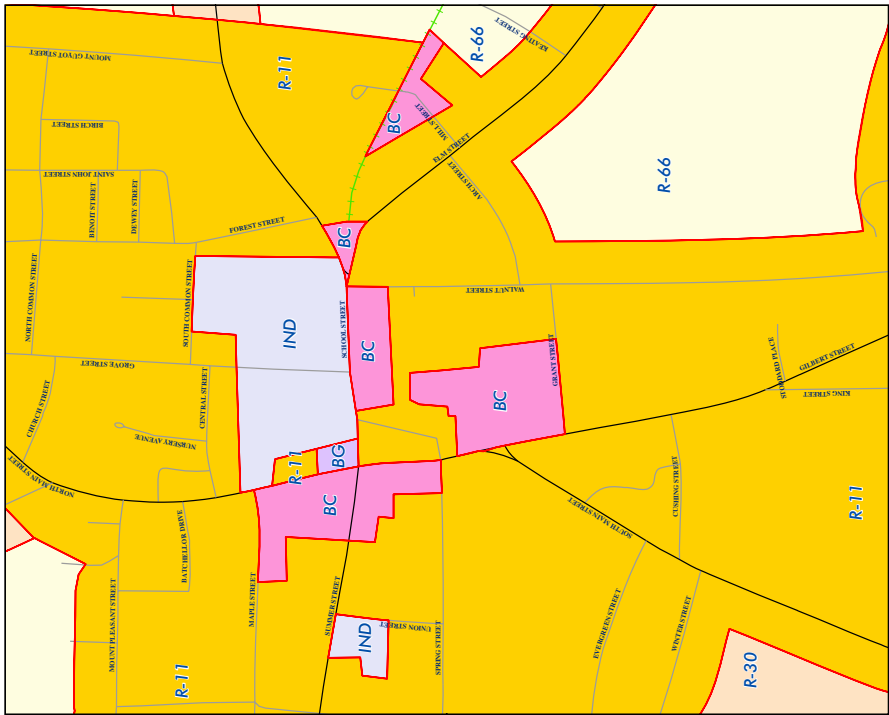 KEATING STREET
R-66
MOUNT GUYOT STREET
R-11
BC
MILL STREET
BIRCH STREET
ELM STREET
SAINT JOHN STREET
ARCH STREET
R-66
BENOIT STREET
DEWEY STREET
FOREST STREET
BC
NORTH COMMON STREET
SOUTH COMMON STREET
WALNUT STREET
IND
SCHOOL STREET
BC
GROVE STREET
GRANT STREET
STODDARD PLACE
GILBERT STREET
KING STREET
CHURCH STREET
CENTRAL STREET
BC
NURSERY AVENUE
NORTH MAIN STREET
R-11
BG
BC
CUSHING STREET
R-11
SOUTH MAIN STREET
BATCHELLOR DRIVE
MOUNT PLEASANT STREET
MAPLE STREET
SUMMER STREET
IND
UNION STREET
SPRING STREET
EVERGREEN STREET
WINTER STREET
R-11
R-30